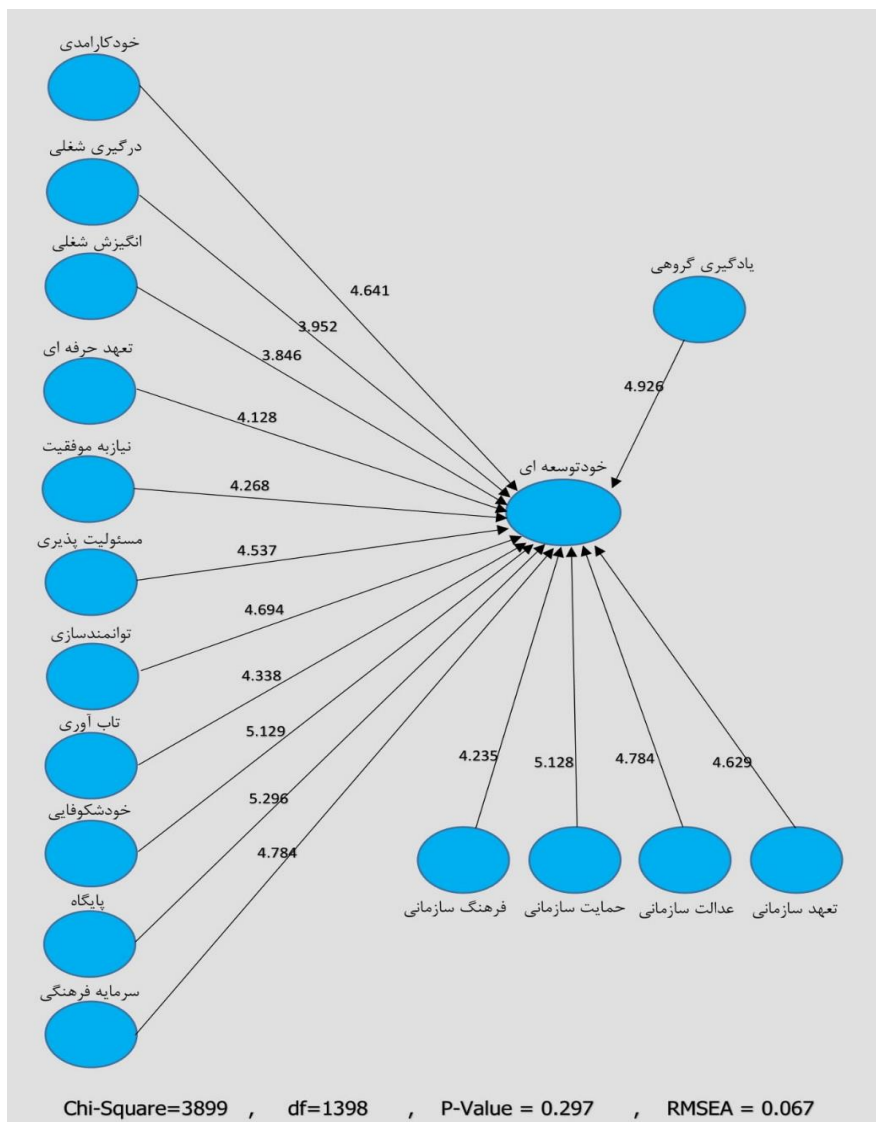 خودکارامدی
درگیری شغلی
انگیزش شغلی
تعهد حرفه ای
نیازبه موفقیت
مسئولیت پذیری
توانمندسازی
تاب آوری
خودشکوفایی
پایگاه
سرمایه فرهنگی
یادگیری گروهی
خودتوسعه ای
4.641
3.952
3.846
4.128
4.268
4.537
4.694
4.338
5.129
5.296
4.784
4.926
4.235
5.128
4.784
4.629
فرهنگ سازمانی
حمایت سازمانی
عدالت سازمانی
تعهد سازمانی
Chi-Square=3899 , df=1398 , P-Value = 0.297 , RMSEA = 0.067